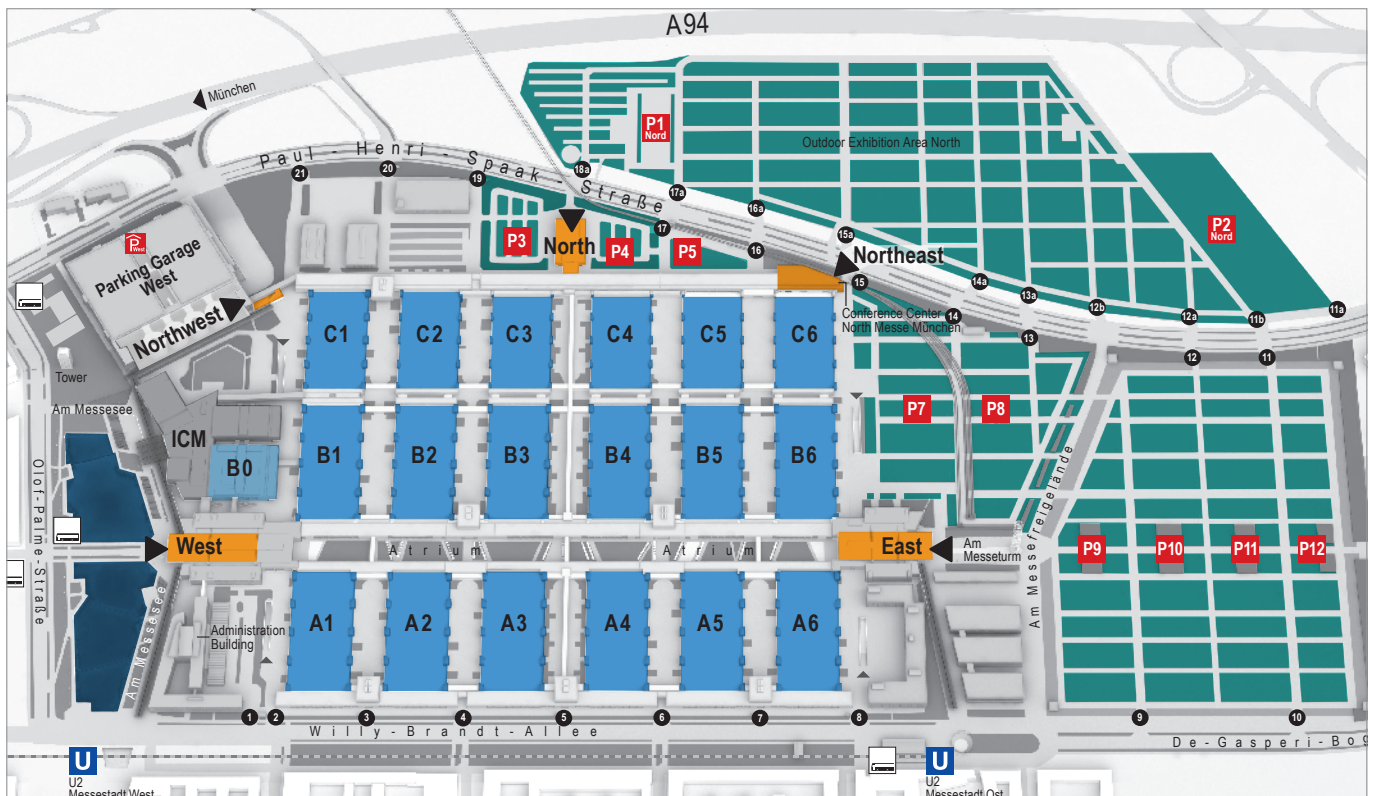 A94
München
P1
Nord
Outdoor Exhibition Area North
Paul - Henri - Spaak - Straße
21
20
19
18a
17a
16a
15a
14a
13a
12b
12a
11b
11a
P2
Nord
P
West
Parking Garage
West
P3
North
P4
17
P5
16
Northeast
15
Conference Center
North Messe München
14
13
12
11
Northwest
C1
C2
C3
C4
C5
C6
Tower
Am Messesee
ICM
B0
B1
B2
B3
B4
B5
B6
P7
P8
Olof-Palme-Straße
Am Messefreigelände
West
Atrium
Atrium
East
Am
Messeturm
P9
P10
P11
P12
Am Messesee
Administration
Building
A1
A2
A3
A4
A5
A6
1
2
3
4
5
6
7
8
9
10
Willy-Brandt-Allee
De-Gasperi-Bog
U
U2
Messestadt West
U
U2
Messestadt Ost